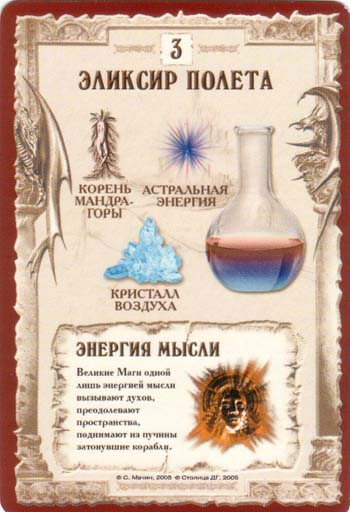 3
ЭЛИКСИР ПОЛЕТА
КОРЕНЬ
МАНДРА-
ГОРЫ
АСТРАЛЬНАЯ
ЭНЕРГИЯ
КРИСТАЛЛ
ВОЗДУХА
ЭНЕРГИЯ МЫСЛИ
Великие Маги одной
лишь энергией мысли
вызывают духов,
преодолевают
пространства,
поднимают из пучины
затонувшие корабли.
© С. Мачин, 2005 © Столица ДГ, 2005